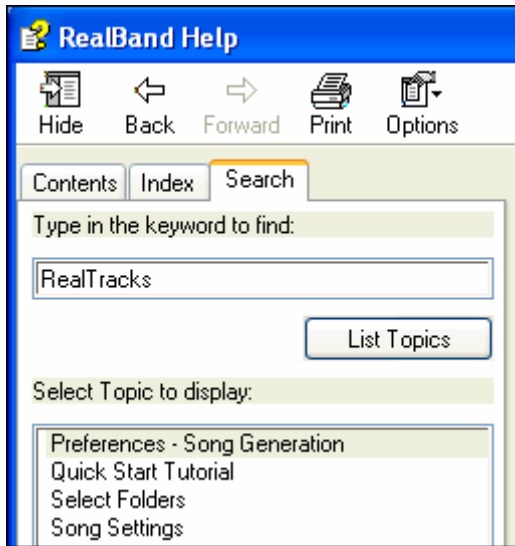 RealBand Help
Hide Back Forward Print Options
Contents Index Search
Type in the keyword to find:
RealTracks
List Topics
Select Topic to display:
Preferences - Song Generation
Quick Start Tutorial
Select Folders
Song Settings